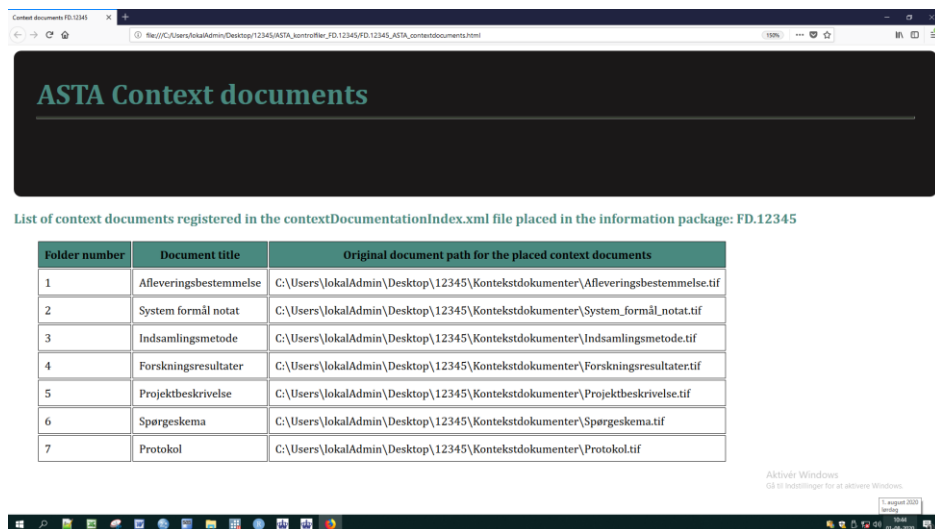 Context documents FD.12345
file:///C:/Users/lokalAdmin/Desktop/12345/ASTA_kontrolfiler_FD.12345/FD.12345_ASTA_contextdocuments.html
150%
ASTA Context documents
List of context documents registered in the contextDocumentationIndex.xml file placed in the information package: FD.12345
Folder number Document title Original document path for the placed context documents
1 Afleveringsbestemmelse C:\Users\lokalAdmin\Desktop\12345\Kontekstdokumenter\Afleveringsbestemmelse.tif
2 System formål notat C:\Users\lokalAdmin\Desktop\12345\Kontekstdokumenter\System_formål_notat.tif
3 Indsamlingsmetode C:\Users\lokalAdmin\Desktop\12345\Kontekstdokumenter\Indsamlingsmetode.tif
4 Forskningsresultater C:\Users\lokalAdmin\Desktop\12345\Kontekstdokumenter\Forskningsresultater.tif
5 Projektbeskrivelse C:\Users\lokalAdmin\Desktop\12345\Kontekstdokumenter\Projektbeskrivelse.tif
6 Spørgeskema C:\Users\lokalAdmin\Desktop\12345\Kontekstdokumenter\Spørgeskema.tif
7 Protokol C:\Users\lokalAdmin\Desktop\12345\Kontekstdokumenter\Protokol.tif
Aktivér Windows
Gå til Indstillinger for at aktivere Windows.
1. august 2020
lørdag
10:44